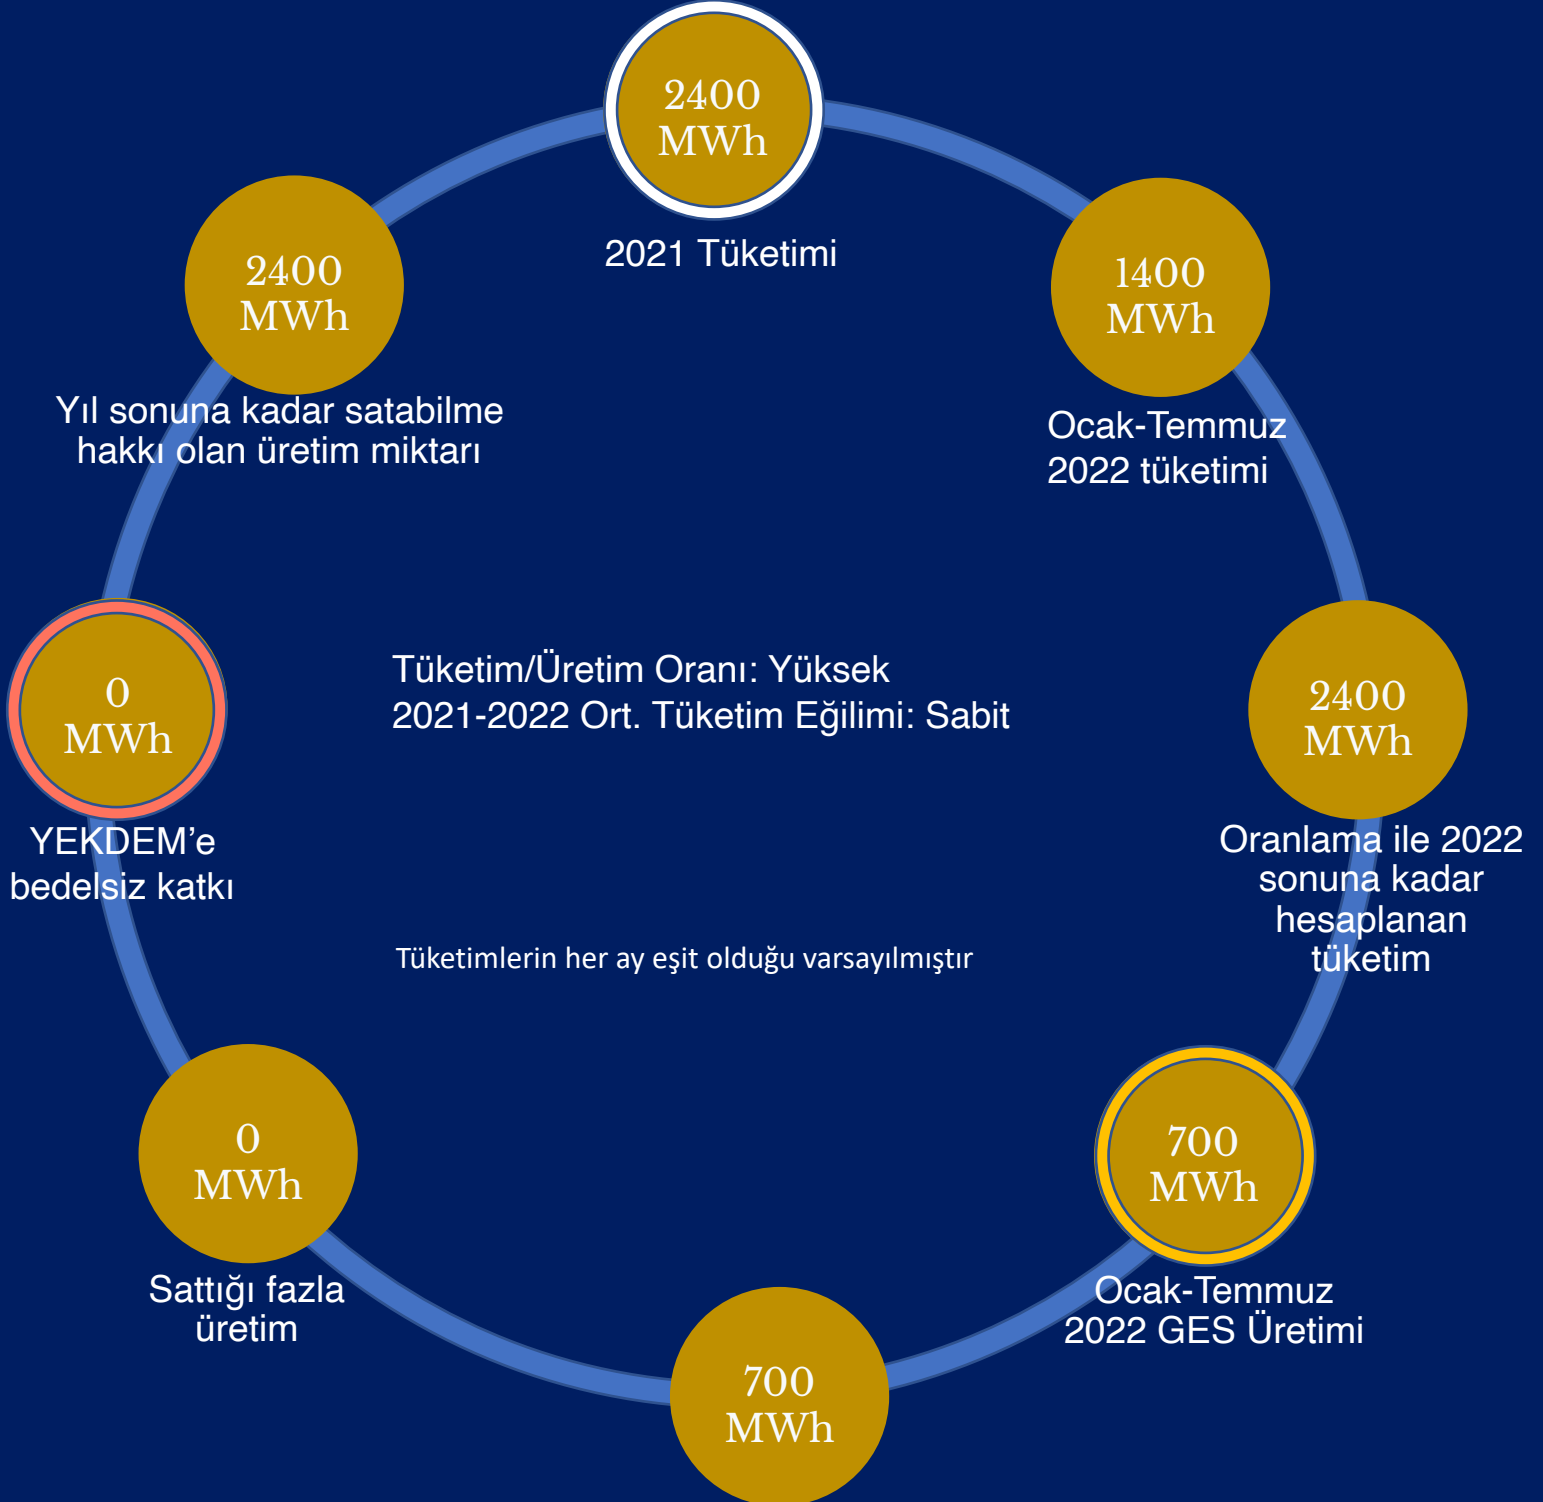 2400
MWh
2021 Tüketimi
1400
MWh
Ocak-Temmuz
2022 tüketimi
2400
MWh
Oranlama ile 2022
sonuna kadar
hesaplanan
tüketim
700
MWh
Ocak-Temmuz
2022 GES Üretimi
700
MWh
0
MWh
Sattığı fazla
üretim
0
MWh
YEKDEM’e
bedelsiz katkı
2400
MWh
Yıl sonuna kadar satabilme
hakkı olan üretim miktarı
Tüketim/Üretim Oranı: Yüksek
2021-2022 Ort. Tüketim Eğilimi: Sabit
Tüketimlerin her ay eşit olduğu varsayılmıştır